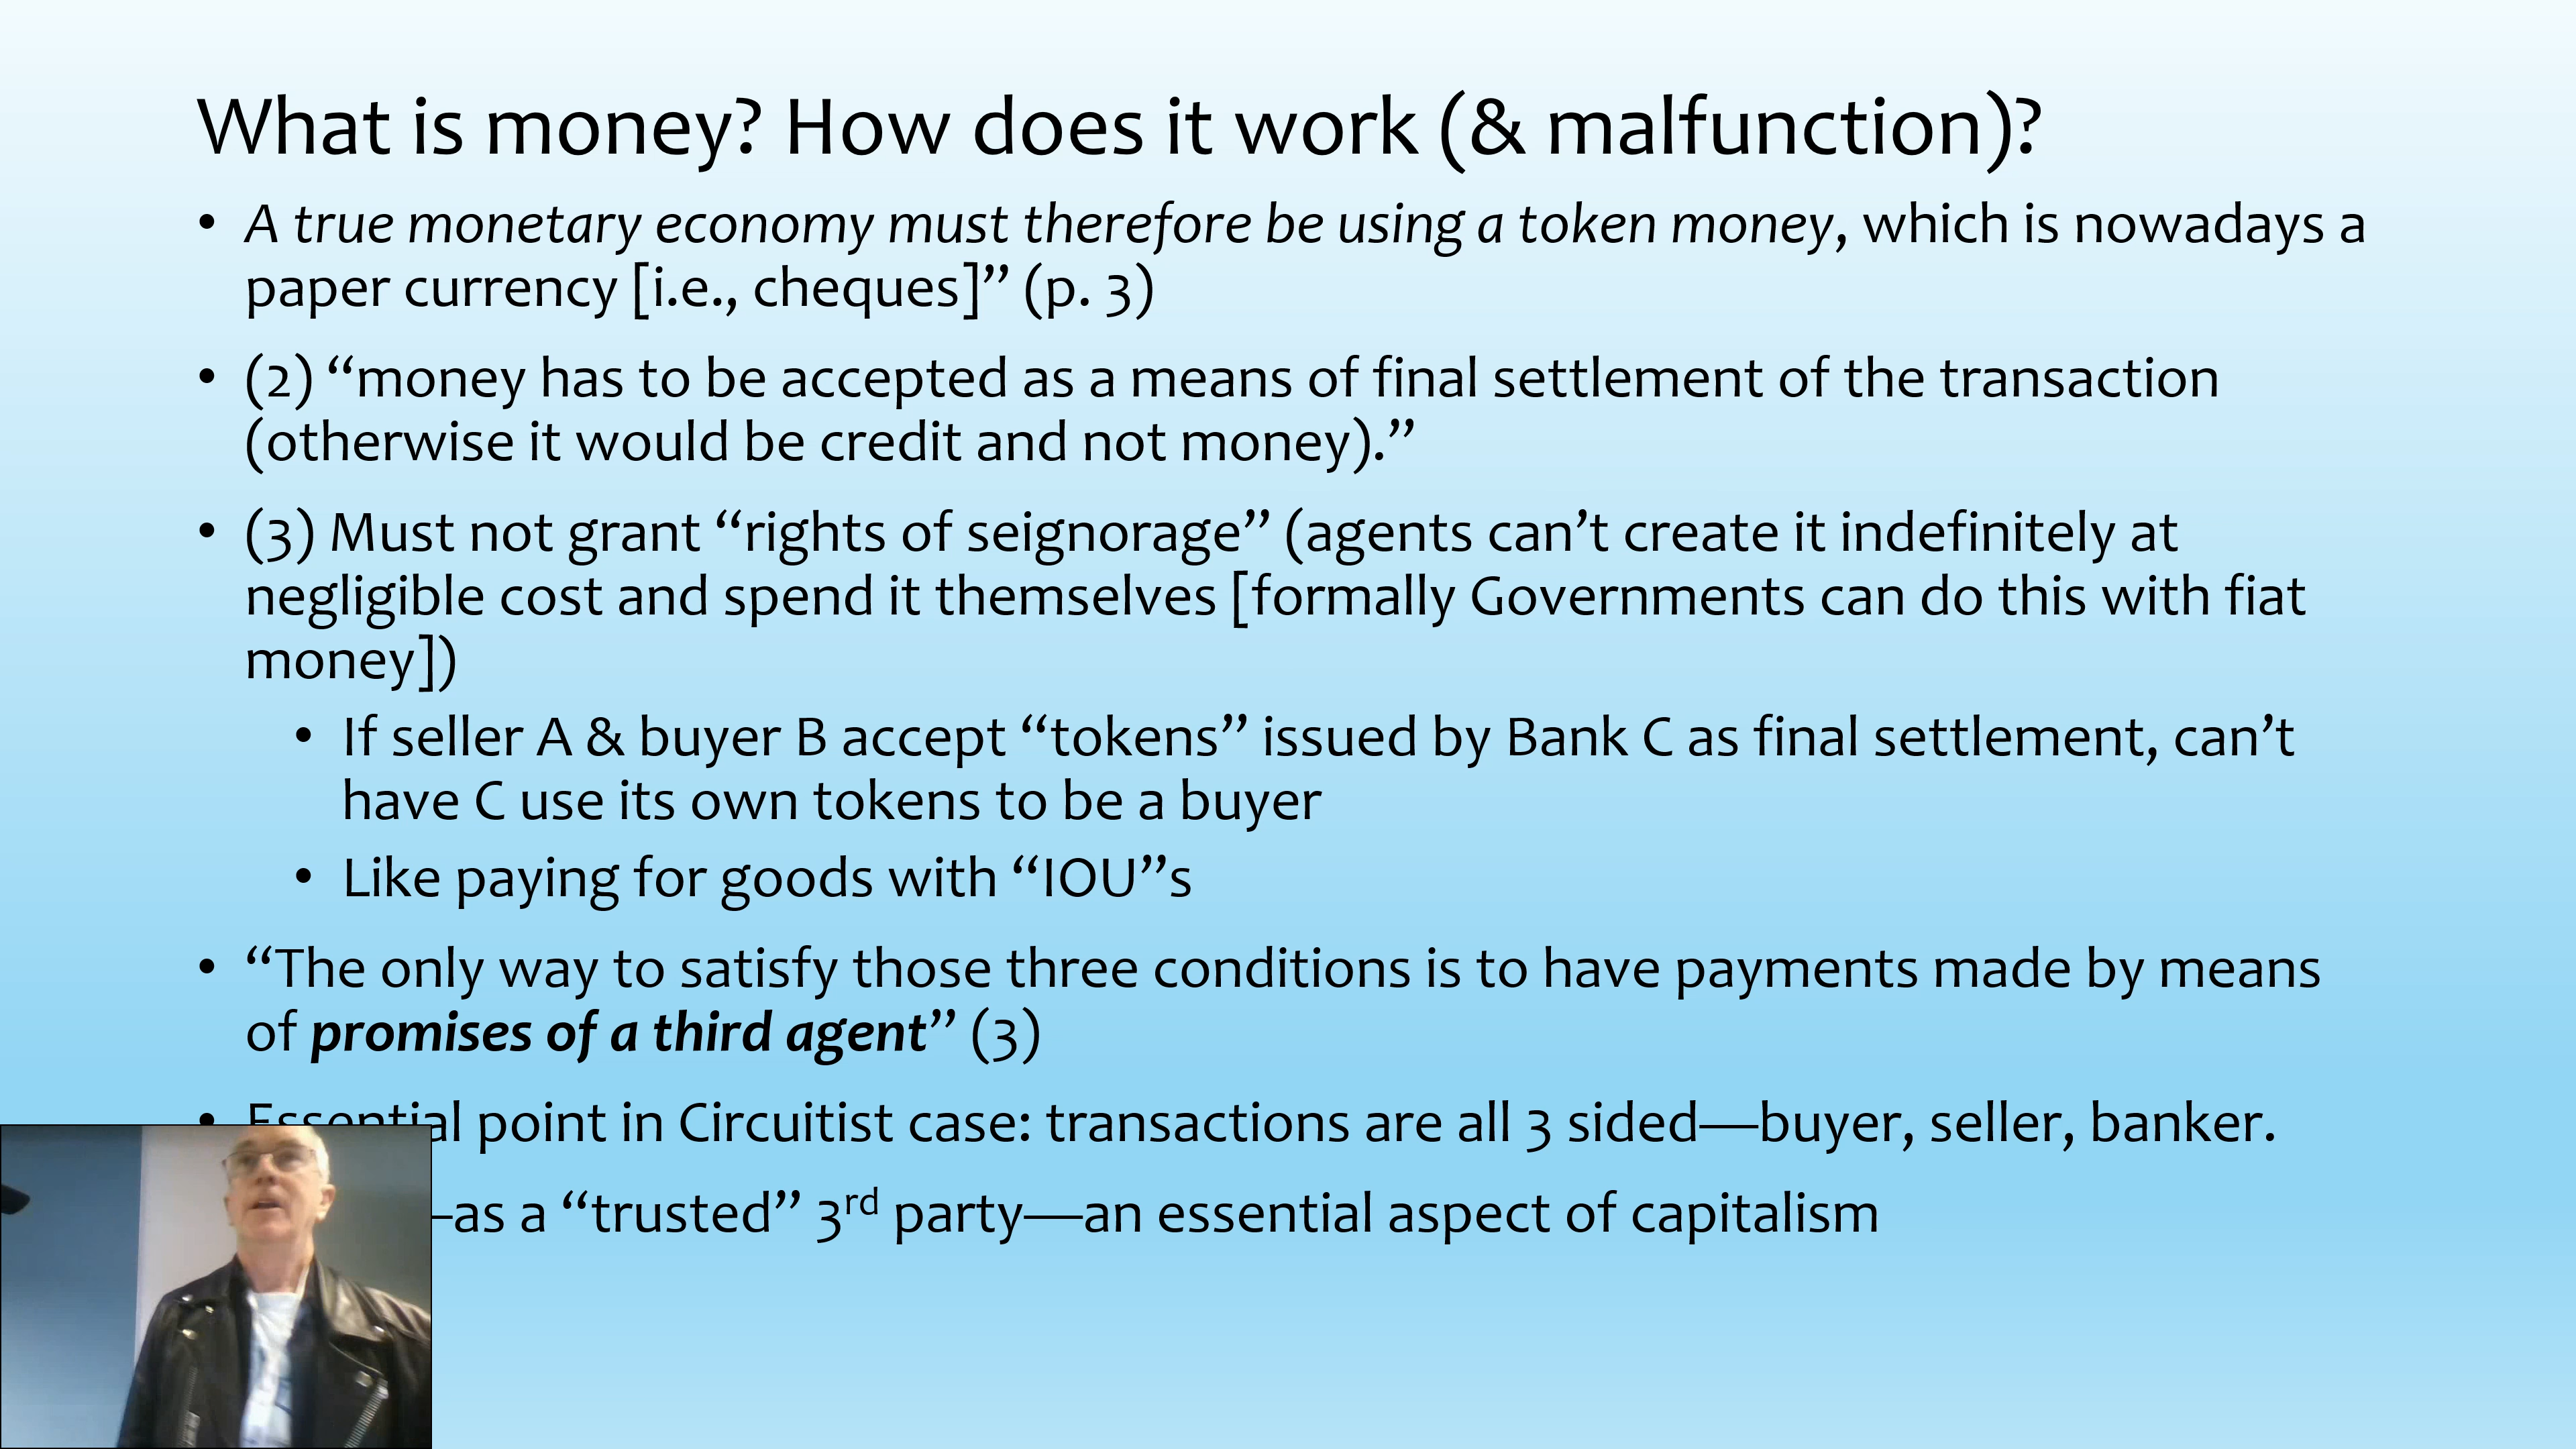 What is money? How does it work (& malfunction)?
• A true monetary economy must therefore be using a token money, which is nowadays a
paper currency [i.e., cheques]” (p. 3)
• (2) “money has to be accepted as a means of final settlement of the transaction
(otherwise it would be credit and not money).”
• (3) Must not grant “rights of seignorage” (agents can’t create it indefinitely at
negligible cost and spend it themselves [formally Governments can do this with fiat
money])
• If seller A & buyer B accept “tokens” issued by Bank C as final settlement, can’t
have C use its own tokens to be a buyer
• Like paying for goods with “IOU”s
• “The only way to satisfy those three conditions is to have payments made by means
of promises of a third agent” (3)
• Essential point in Circuitist case: transactions are all 3 sided—buyer, seller, banker.
—as a “trusted” 3rd party—an essential aspect of capitalism